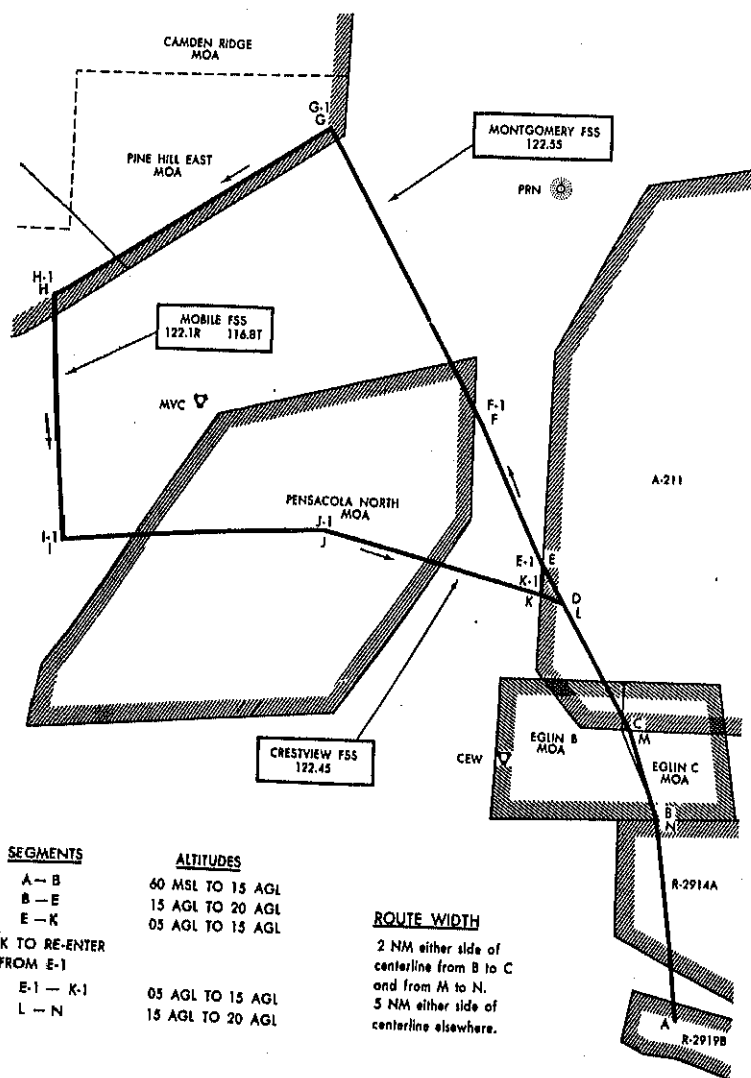 CAMDEN RIDGE
MOA
G-1
G
MONTGOMERY FSS
122.55
PINE HILL EAST
MOA
PRN
H-1
H
MOBILE FSS
122.1R 116.8T
MVC
F-1
F
A-211
PENSACOLA NORTH
MOA
I-1
I
J-1
J
E-1 E
K-1
K
D
L
C
M
EGLIN B
MOA
CRESTVIEW FSS
122.45
CEW
EGLIN C
MOA
B
N
R-2914A
SEGMENTS ALTITUDES
A - B 60 MSL TO 15 AGL
B - E 15 AGL TO 20 AGL
E - K 05 AGL TO 15 AGL
K TO RE-ENTER
FROM E-1
E-1 - K-1 05 AGL TO 15 AGL
L - N 15 AGL TO 20 AGL
ROUTE WIDTH
2 NM either side of
centerline from B to C
and from M to N.
5 NM either side of
centerline elsewhere.
A
R-2919B